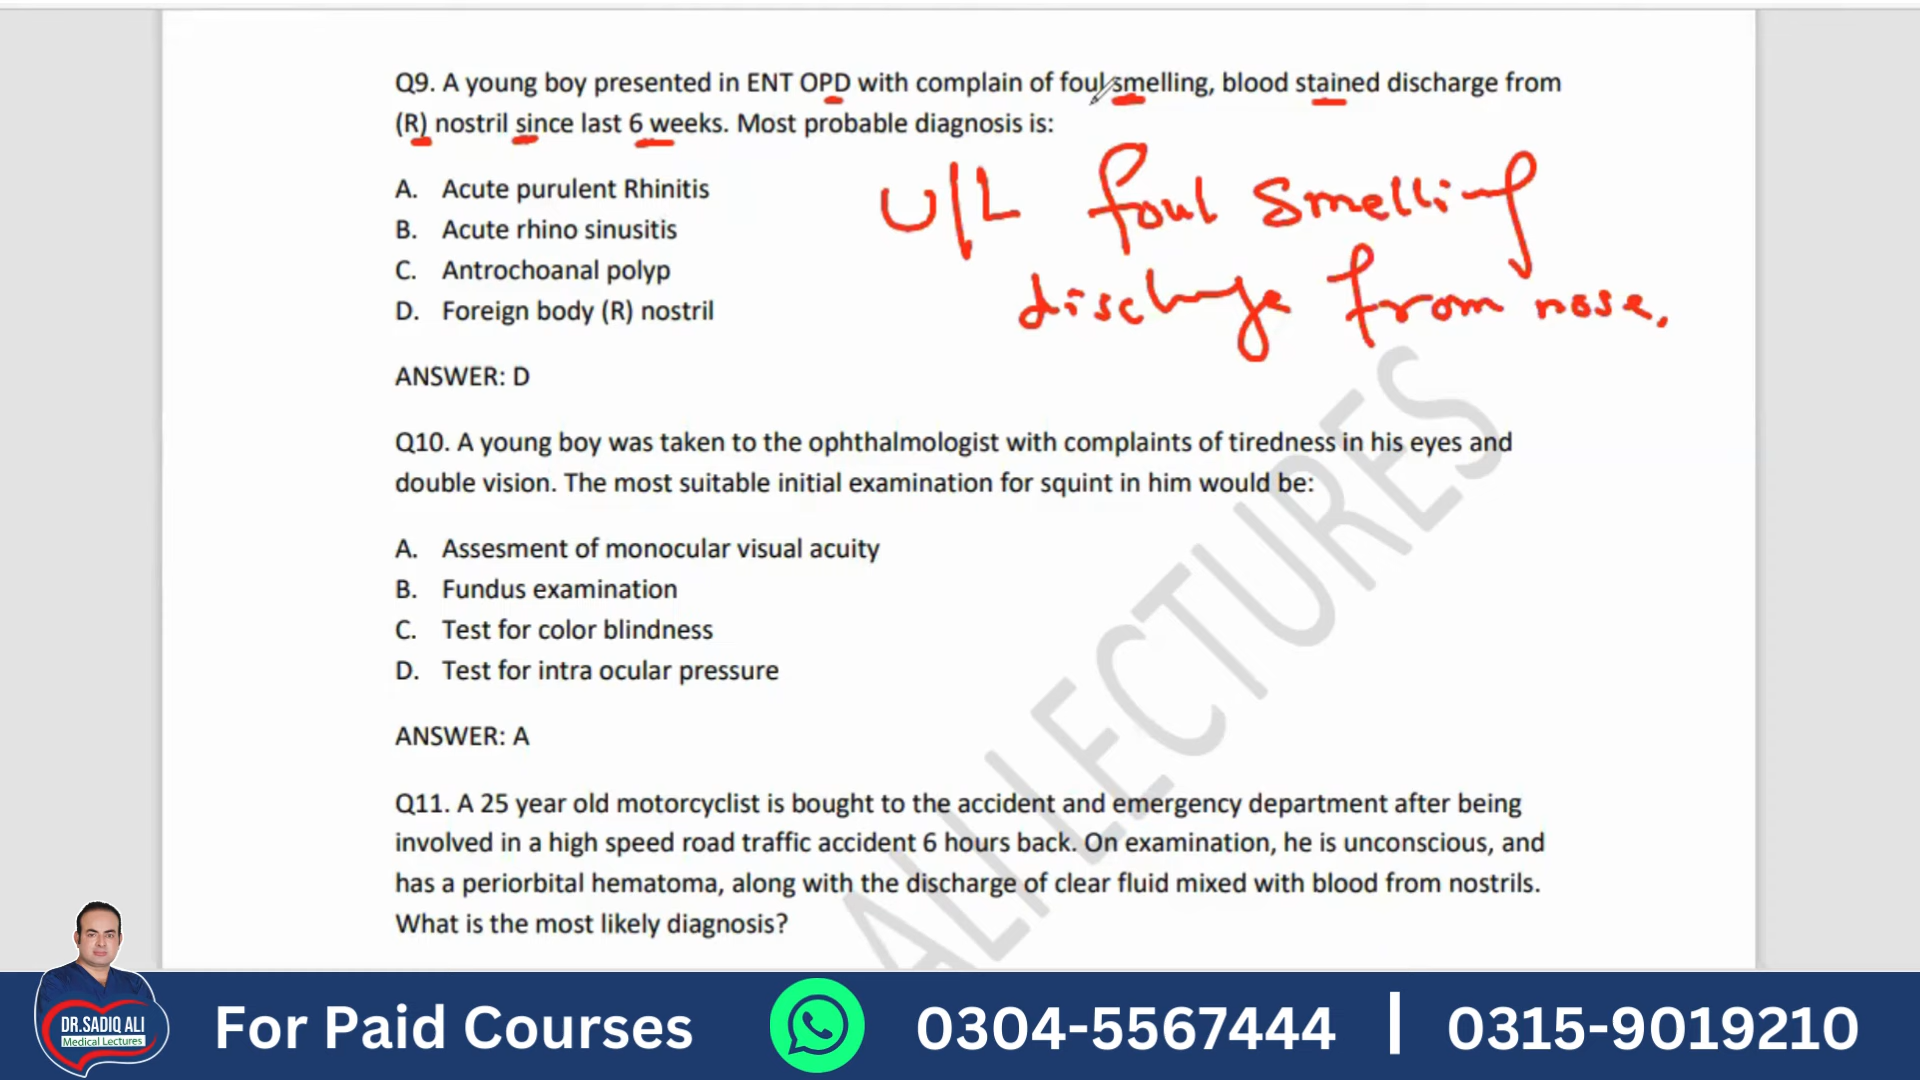 Q9. A young boy presented in ENT OPD with complain of foul smelling, blood stained discharge from
(R) nostril since last 6 weeks. Most probable diagnosis is:
A. Acute purulent Rhinitis
B. Acute rhino sinusitis
C. Antrochoanal polyp
D. Foreign body (R) nostril
U/L foul smelling
discharge from nose.
ANSWER: D
Q10. A young boy was taken to the ophthalmologist with complaints of tiredness in his eyes and
double vision. The most suitable initial examination for squint in him would be:
A. Assesment of monocular visual acuity
B. Fundus examination
C. Test for color blindness
D. Test for intra ocular pressure
ANSWER: A
Q11. A 25 year old motorcyclist is bought to the accident and emergency department after being
involved in a high speed road traffic accident 6 hours back. On examination, he is unconscious, and
has a periorbital hematoma, along with the discharge of clear fluid mixed with blood from nostrils.
What is the most likely diagnosis?
ALI LECTURES
DR.SADIQ ALI
Medical Lectures
For Paid Courses
0304-5567444 | 0315-9019210